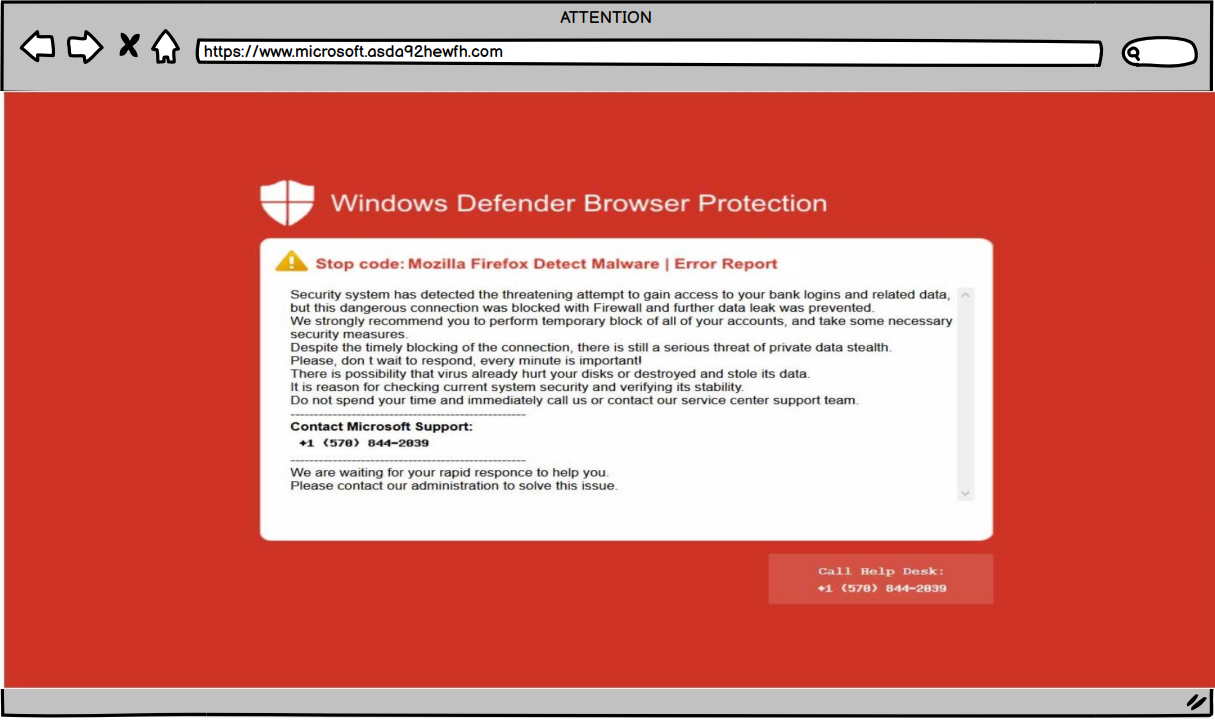 ATTENTION
https://www.microsoft.asda92hewfh.com
Windows Defender Browser Protection
Stop code: Mozilla Firefox Detect Malware | Error Report
Security system has detected the threatening attempt to gain access to your bank logins and related data,
but this dangerous connection was blocked with Firewall and further data leak was prevented.
We strongly recommend you to perform temporary block of all of your accounts, and take some necessary
security measures.
Despite the timely blocking of the connection, there is still a serious threat of private data stealth.
Please, don t wait to respond, every minute is important!
There is possibility that virus already hurt your disks or destroyed and stole its data.
It is reason for checking current system security and verifying its stability.
Do not spend your time and immediately call us or contact our service center support team.
--------------------------------------------------
Contact Microsoft Support:
+1 (570) 844-2039
--------------------------------------------------
We are waiting for your rapid responce to help you.
Please contact our administration to solve this issue.
Call Help Desk:
+1 (570) 844-2039